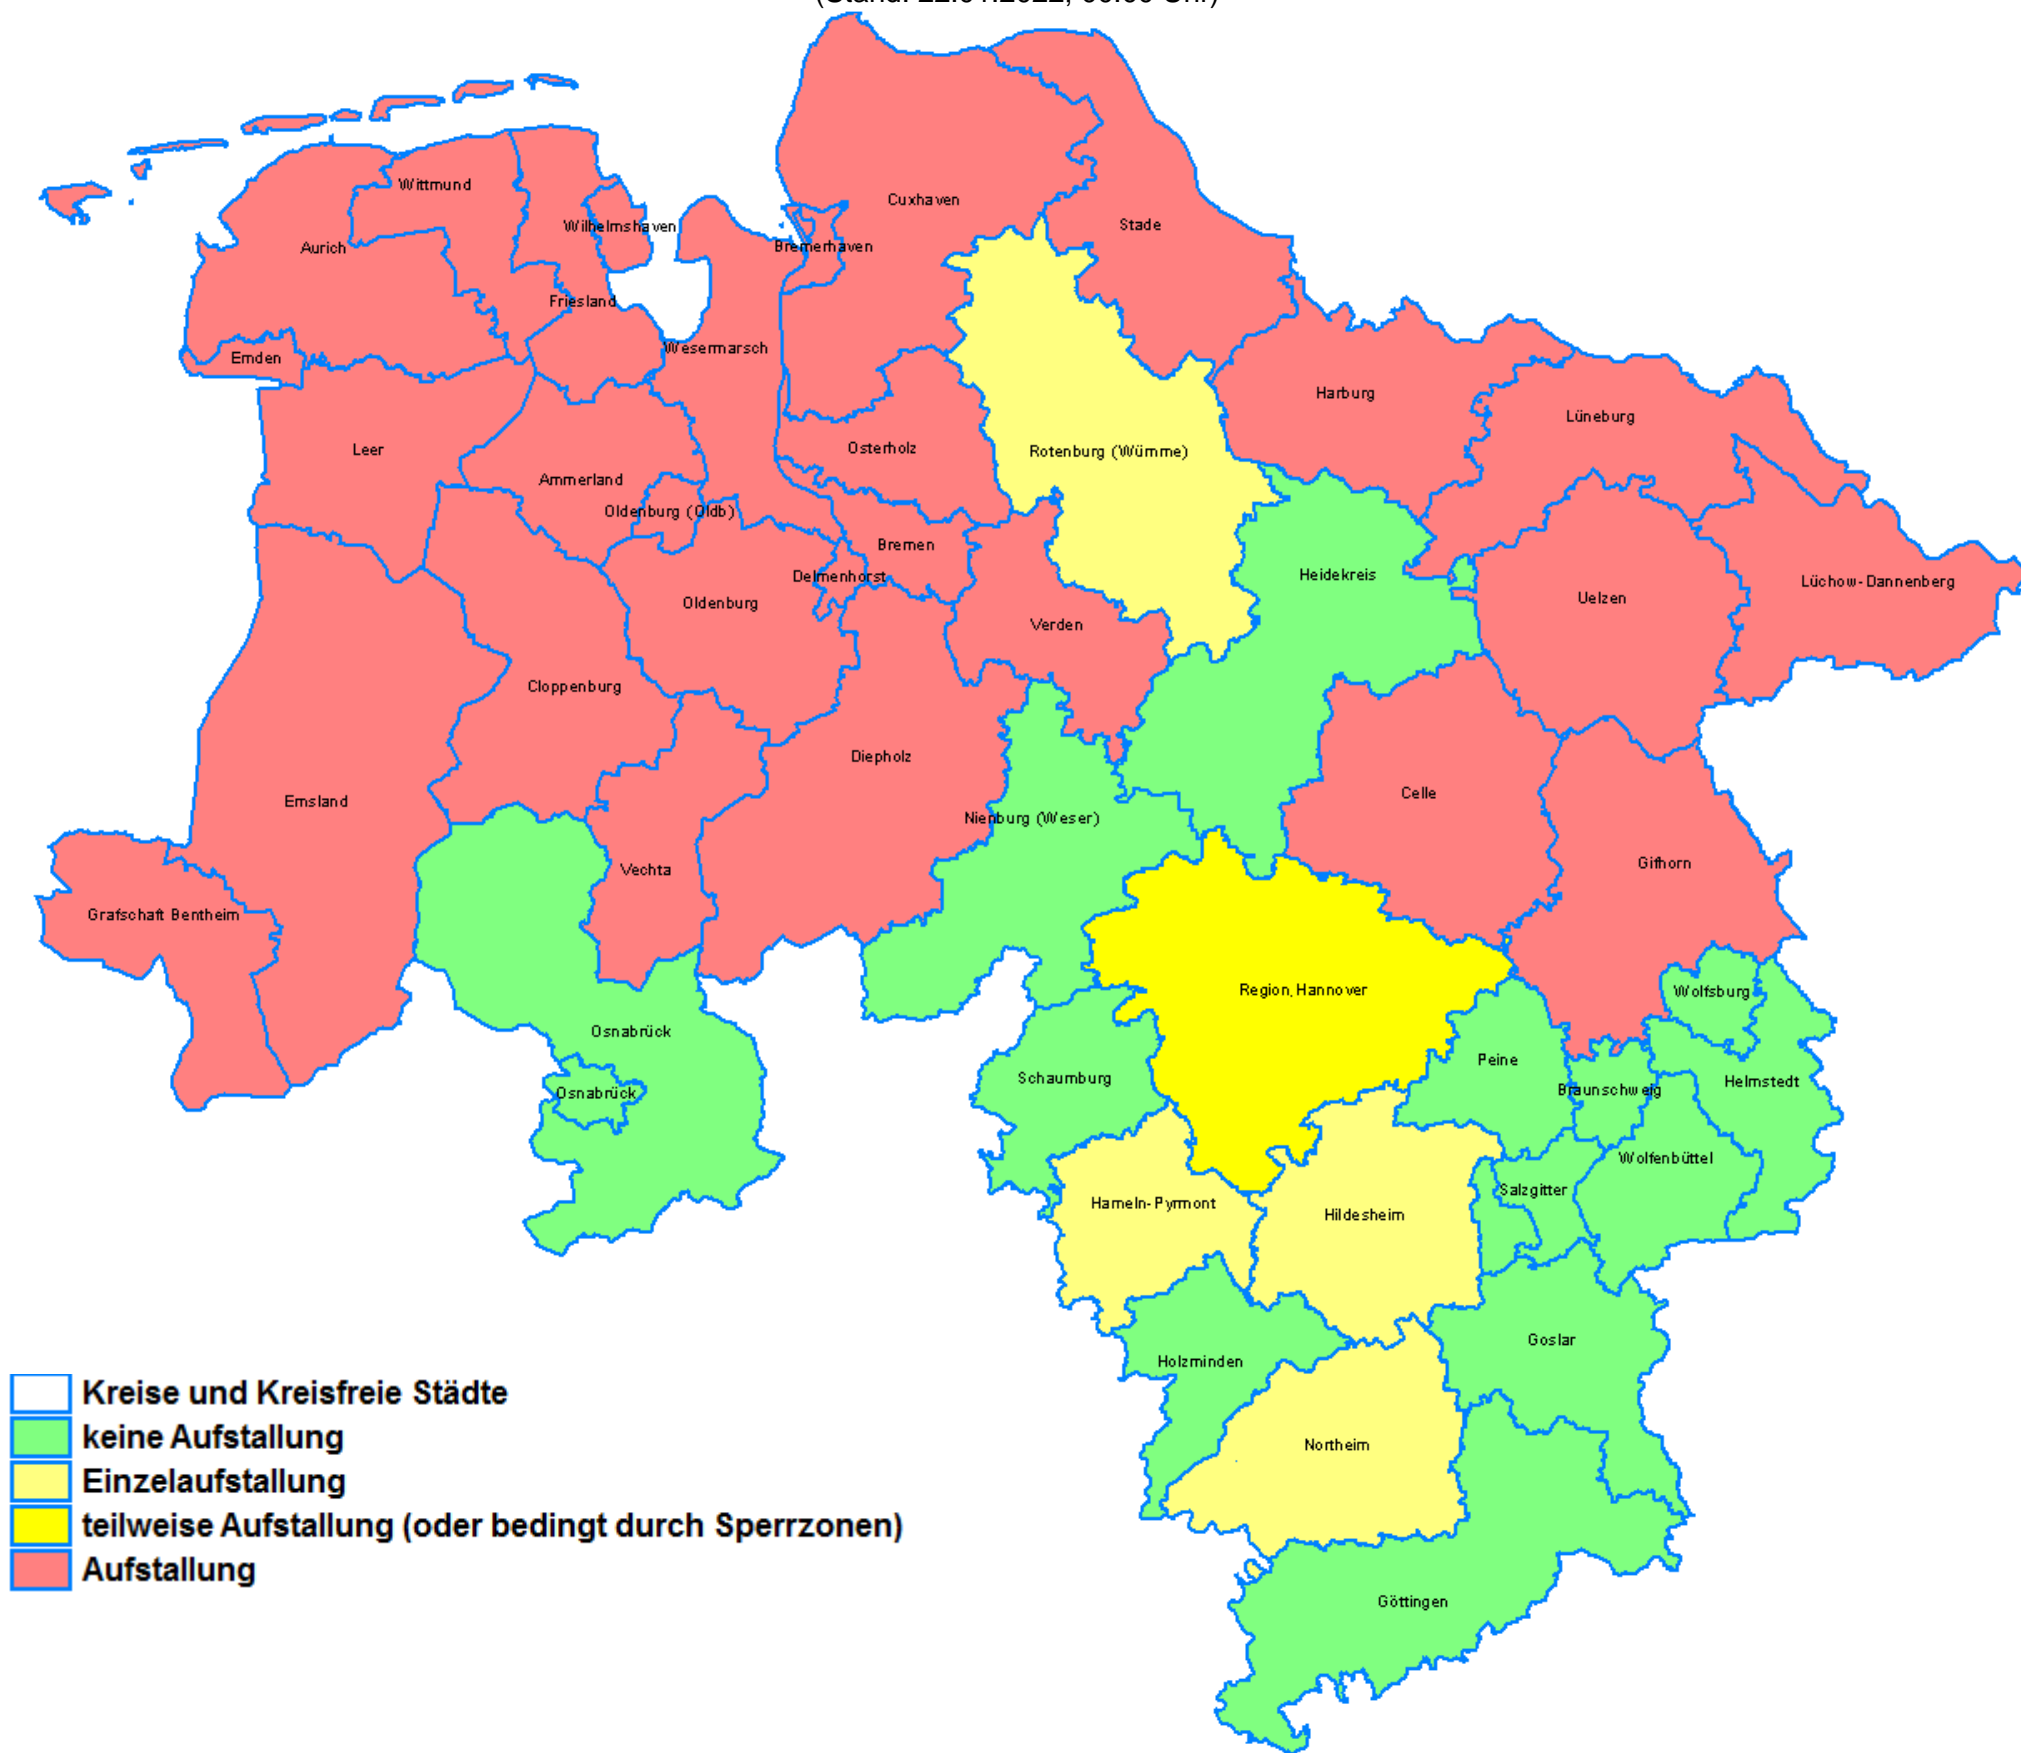 Wittmund
Cuxhaven
Stade
Wilhelmshaven
Aurich
Bremerhaven
Friesland
Wesermarsch
Emden
Harburg
Lüneburg
Leer
Osterholz
Rotenburg (Wümme)
Ammerland
Oldenburg (Oldb)
Bremen
Delmenhorst
Heidekreis
Lüchow-Dannenberg
Uelzen
Oldenburg
Verden
Cloppenburg
Diepholz
Emsland
Celle
Nienburg (Weser)
Gifhorn
Vechta
Grafschaft Bentheim
Region, Hannover
Wolfsburg
Osnabrück
Peine
Schaumburg
Helmstedt
Braunschweig
Osnabrück
Wolfenbüttel
Salzgitter
Hameln-Pyrmont
Hildesheim
Goslar
Holzminden
Northeim
Göttingen
Kreise und Kreisfreie Städte
keine Aufstallung
Einzelaufstallung
teilweise Aufstallung (oder bedingt durch Sperrzonen)
Aufstallung